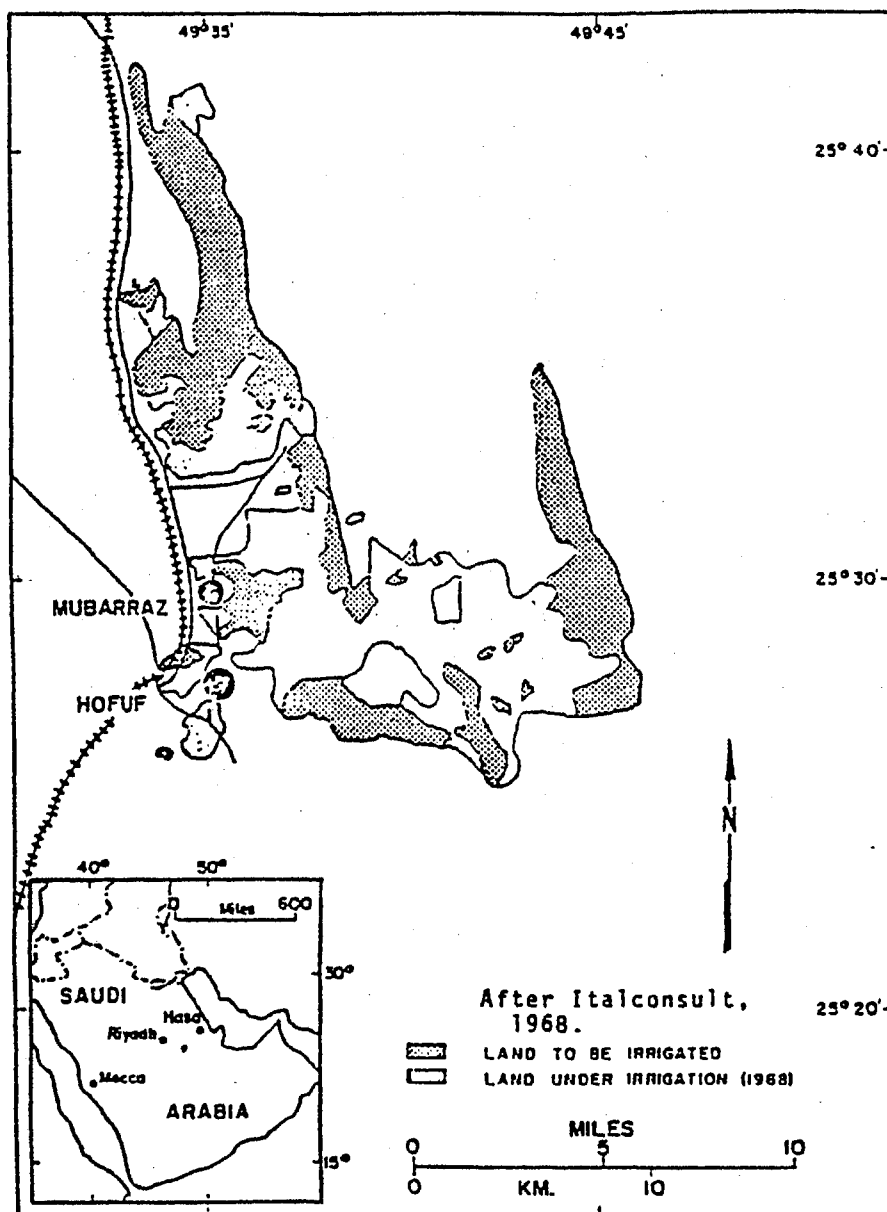 49° 35'
49° 45'
25° 40'
25° 30'
MUBARRAZ
HOFUF
N
40°
50°
0 Miles 600
30°
SAUDI
Hasa
Riyadh
Mecca
ARABIA
15°
25° 20'
After Italconsult,
1968.
LAND TO BE IRRIGATED
LAND UNDER IRRIGATION (1968)
MILES
0 5 10
0 10
KM.